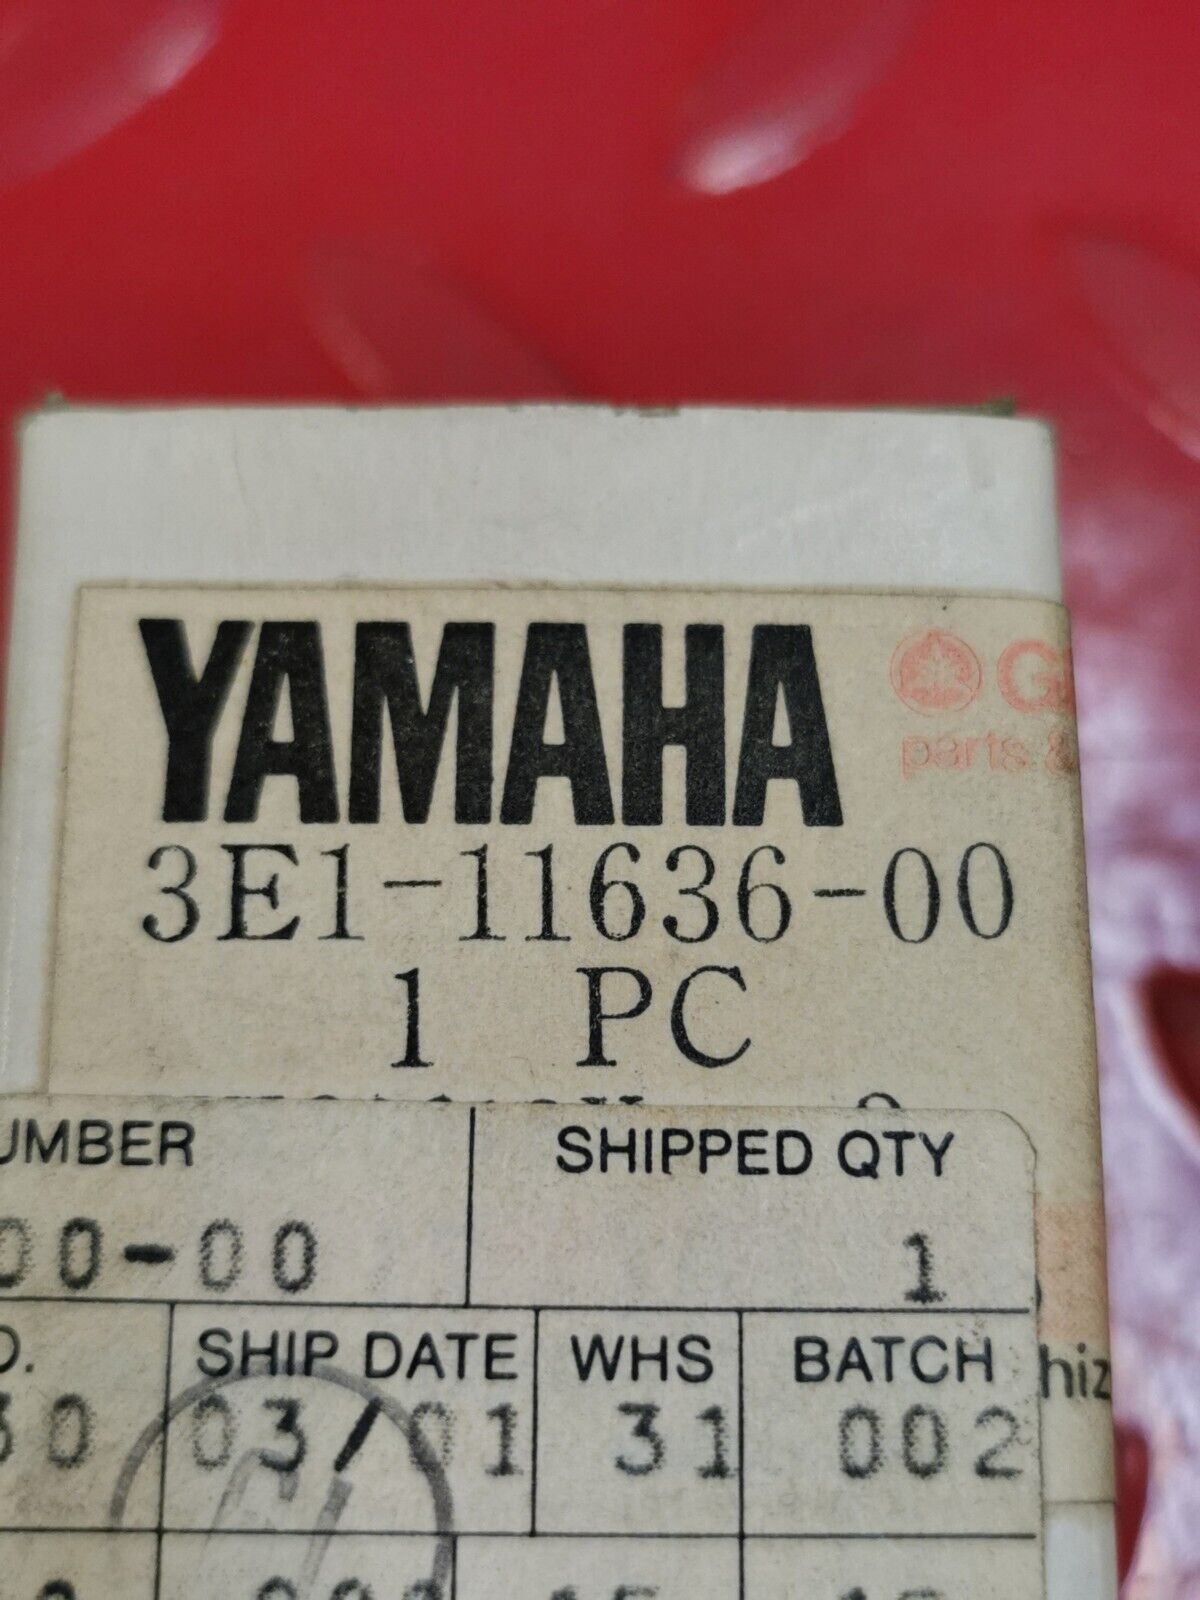 YAMAHA
parts &
3E1-11636-00
1 PC
SHIPPED QTY
00-00 1
SHIP DATE WHS BATCH
30 03/01 31 002